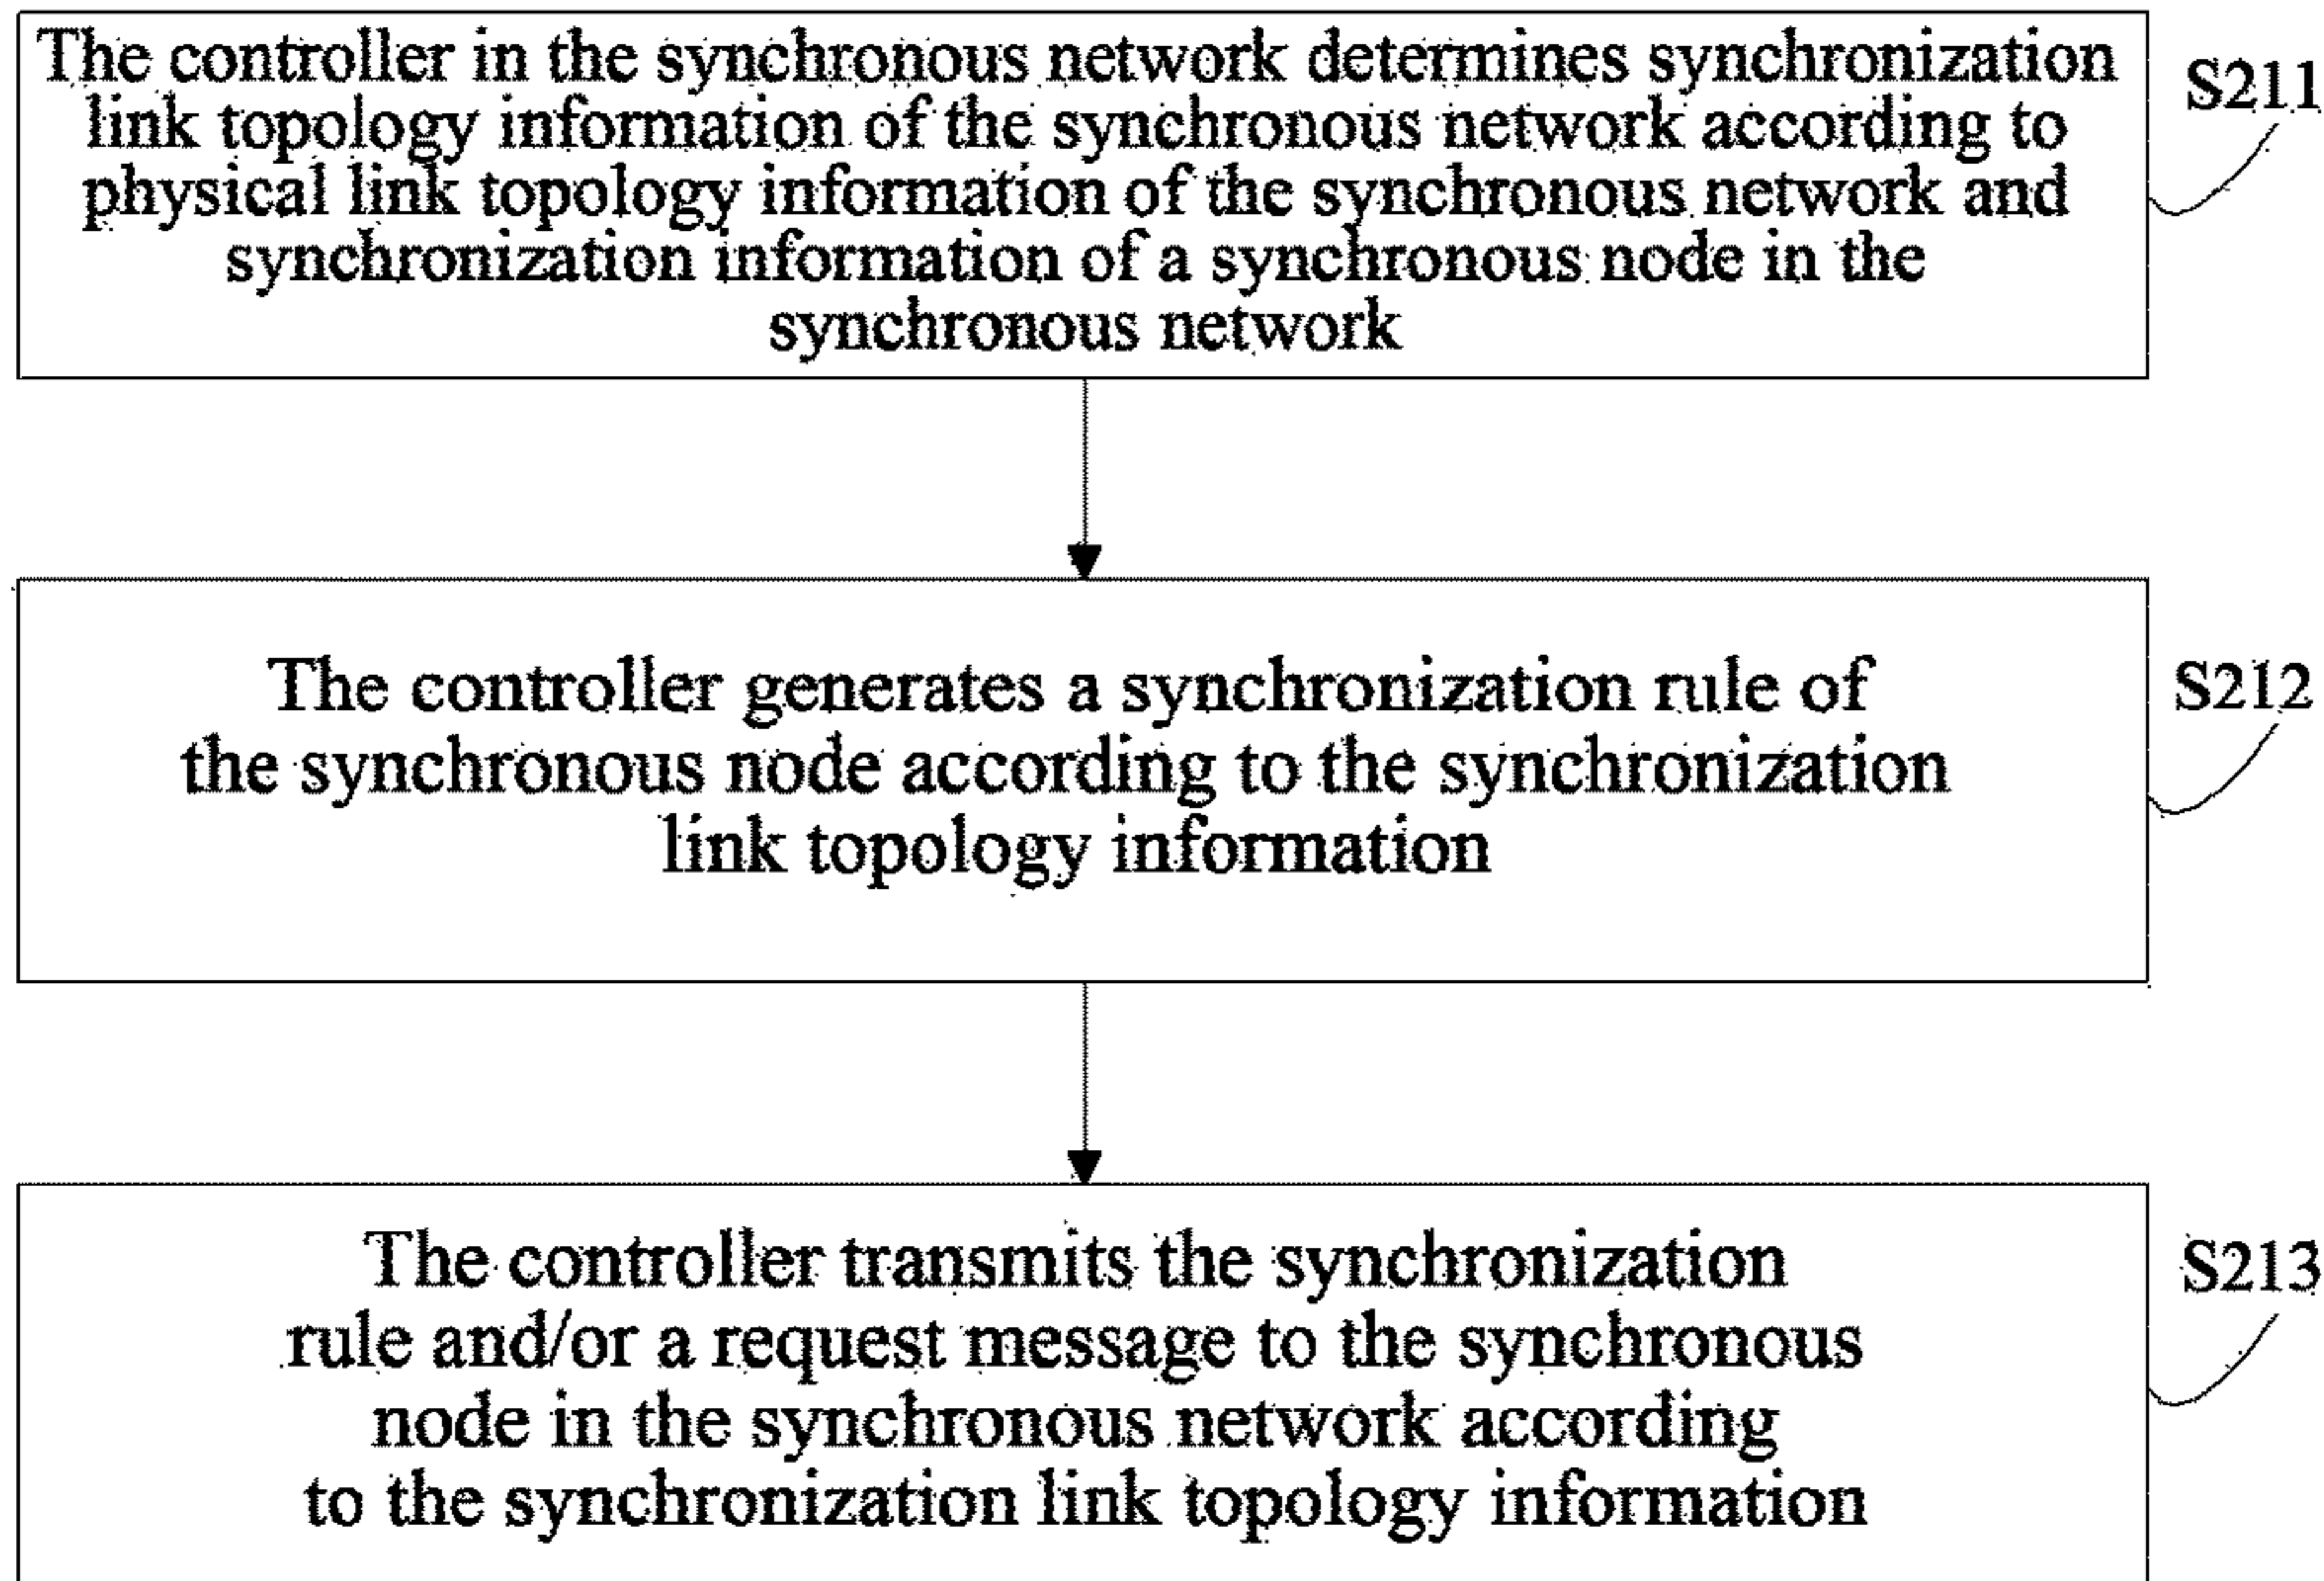 The controller in the synchronous network determines synchronization
link topology information of the synchronous network according to
physical link topology information of the synchronous network and
synchronization information of a synchronous node in the
synchronous network
S211
The controller generates a synchronization rule of
the synchronous node according to the synchronization
link topology information
S212
The controller transmits the synchronization
rule and/or a request message to the synchronous
node in the synchronous network according
to the synchronization link topology information
S213